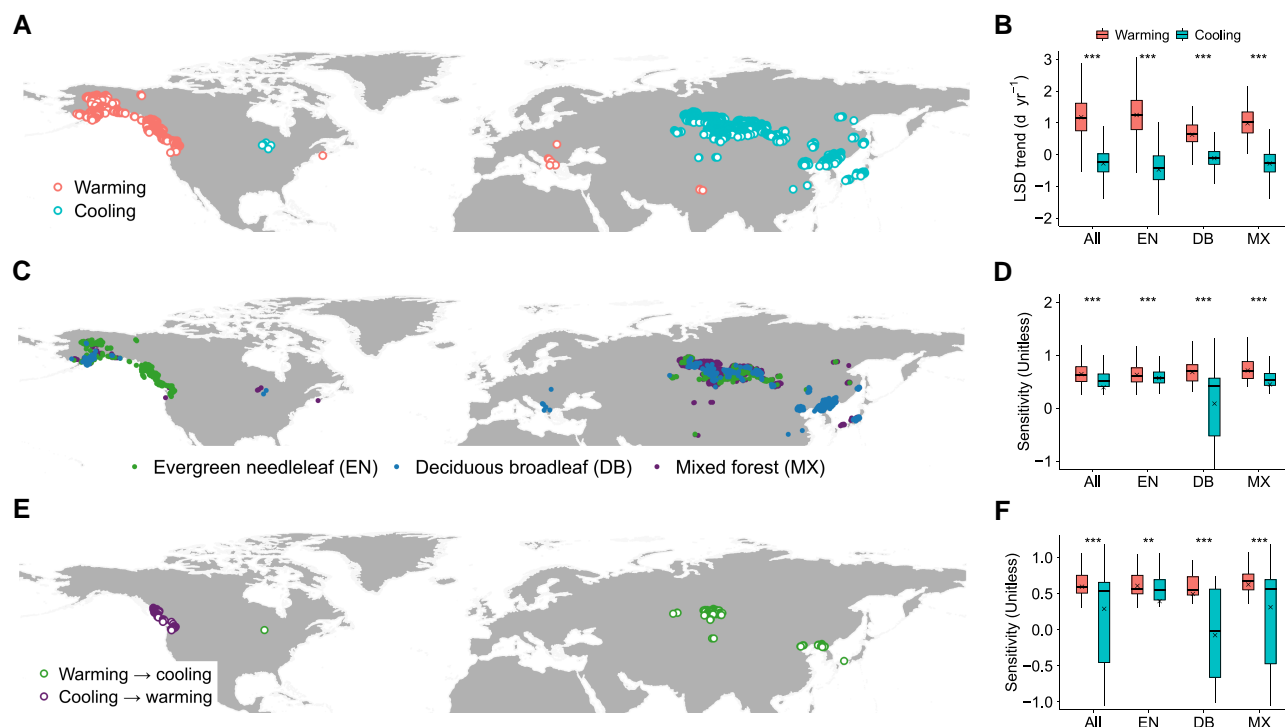 A
Warming
Cooling
B
Warming Cooling
LSD trend (d yr⁻¹)
3
2
1
0
−1
−2
*** *** *** ***
All EN DB MX
C
Evergreen needleleaf (EN) Deciduous broadleaf (DB) Mixed forest (MX)
D
Sensitivity (Unitless)
2
1
0
−1
*** *** *** ***
All EN DB MX
E
Warming → cooling
Cooling → warming
F
Sensitivity (Unitless)
1.0
0.5
0.0
−0.5
−1.0
*** ** *** ***
All EN DB MX